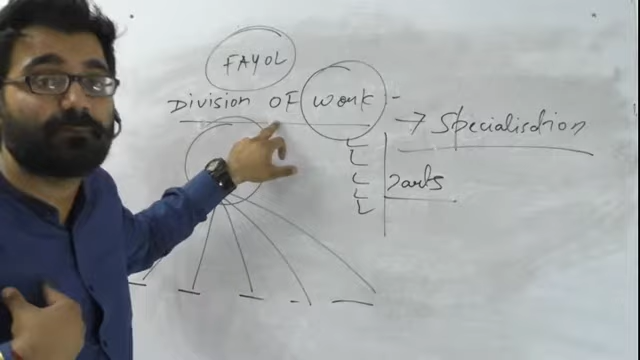 FAYOL
Division OF work -
→ Specialisation
Parts